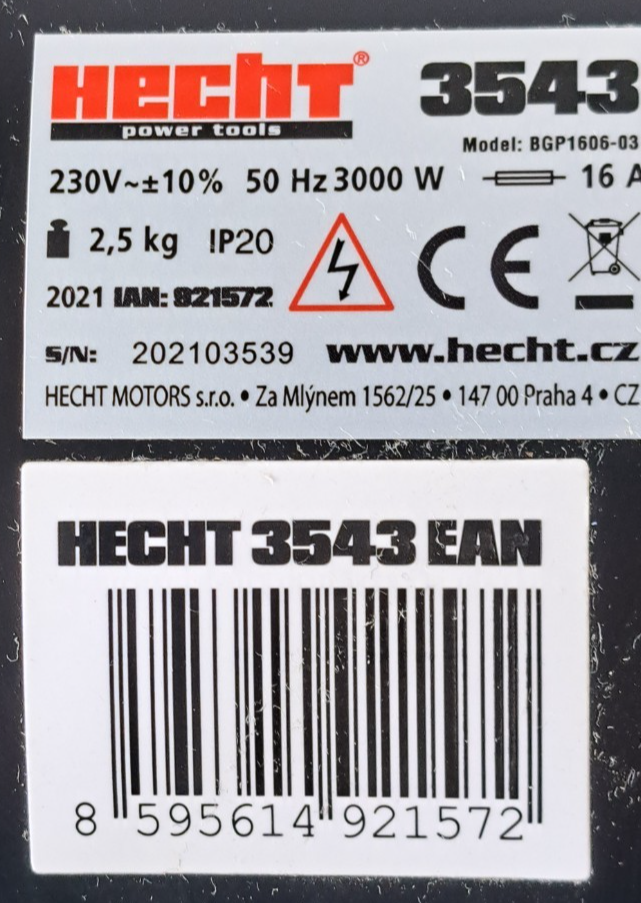 HECHT®
power tools
3543
Model: BGP1606-03
230V~±10% 50 Hz 3000 W 16 A
2,5 kg IP20
CE
2021 IAN: 821572
S/N: 202103539 www.hecht.cz
HECHT MOTORS s.r.o. • Za Mlýnem 1562/25 • 147 00 Praha 4 • CZ
HECHT 3543 EAN
8 595614 921572